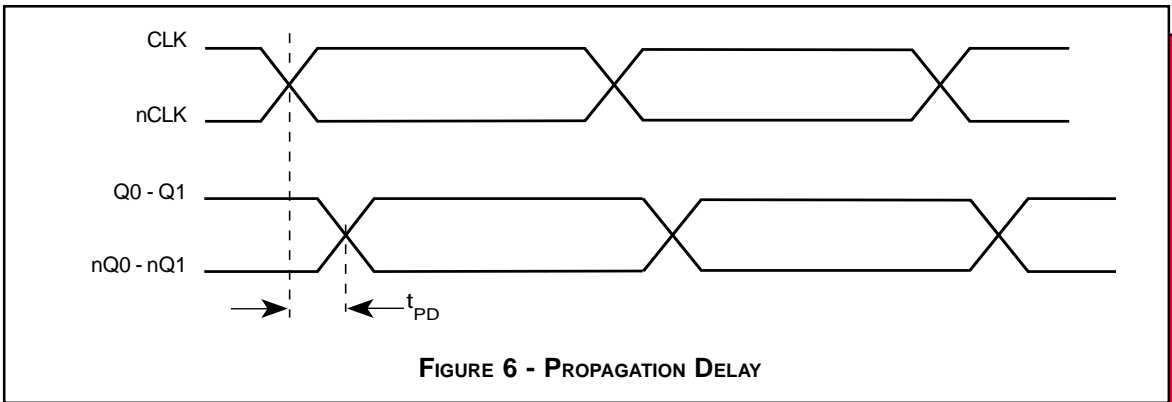 CLK
nCLK
Q0 - Q1
nQ0 - nQ1
tPD
FIGURE 6 - PROPAGATION DELAY